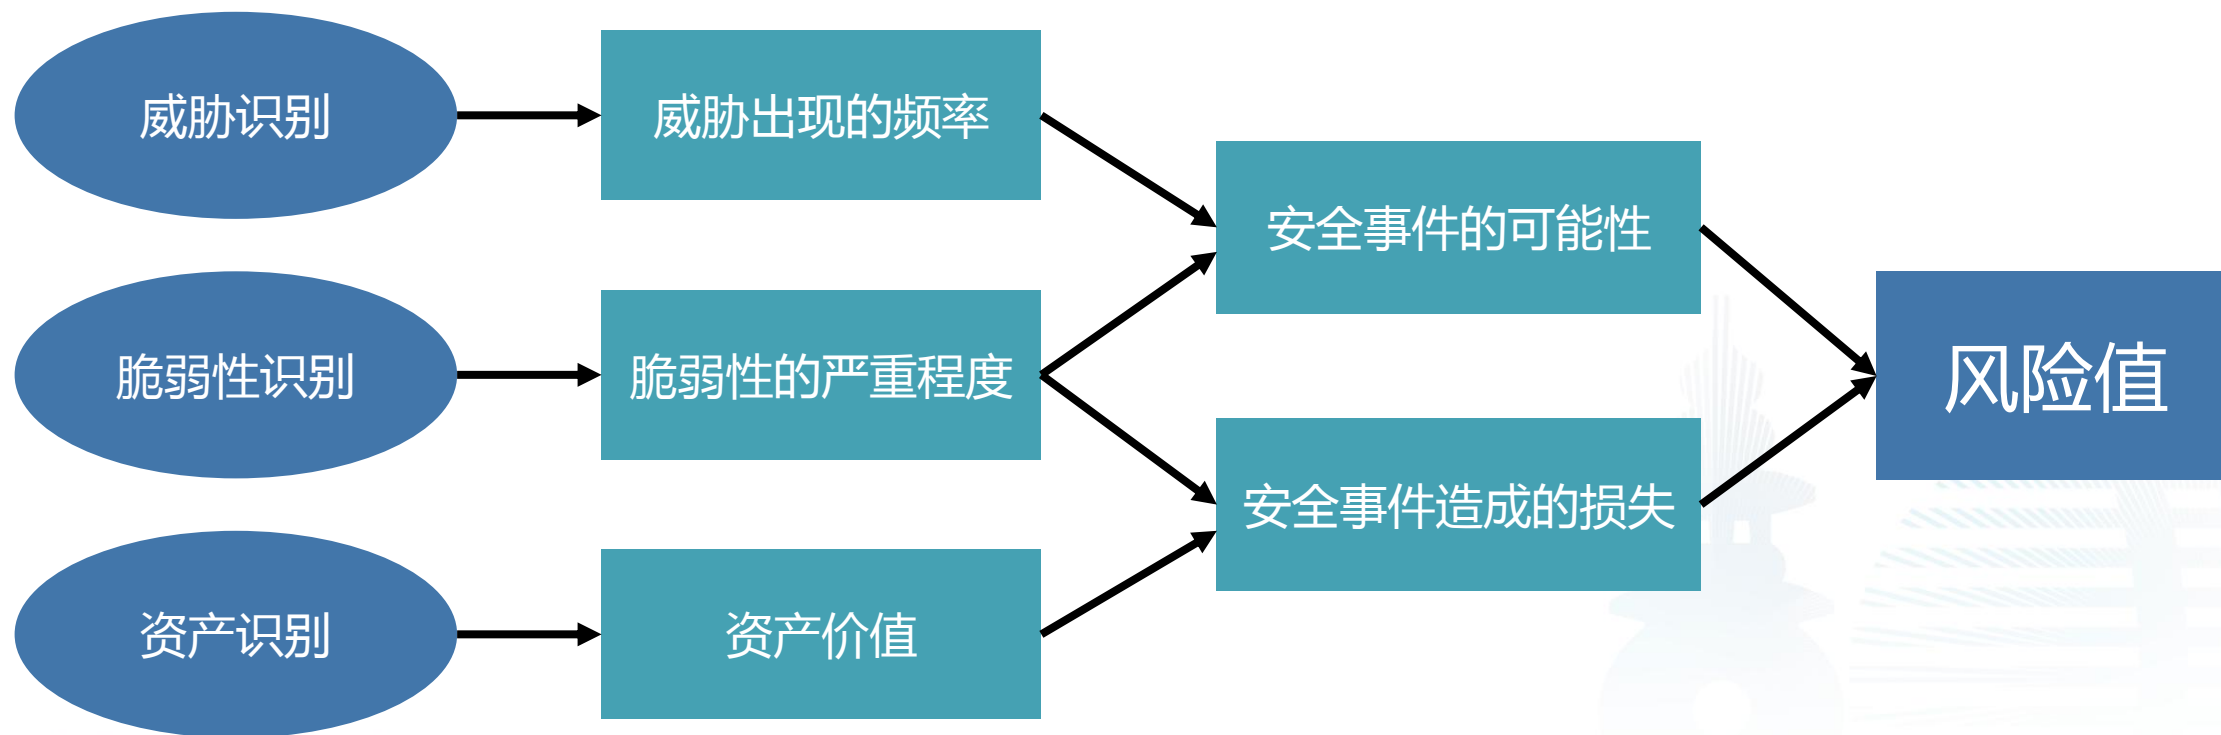 威胁识别
威胁出现的频率
安全事件的可能性
脆弱性识别
脆弱性的严重程度
风险值
安全事件造成的损失
资产识别
资产价值